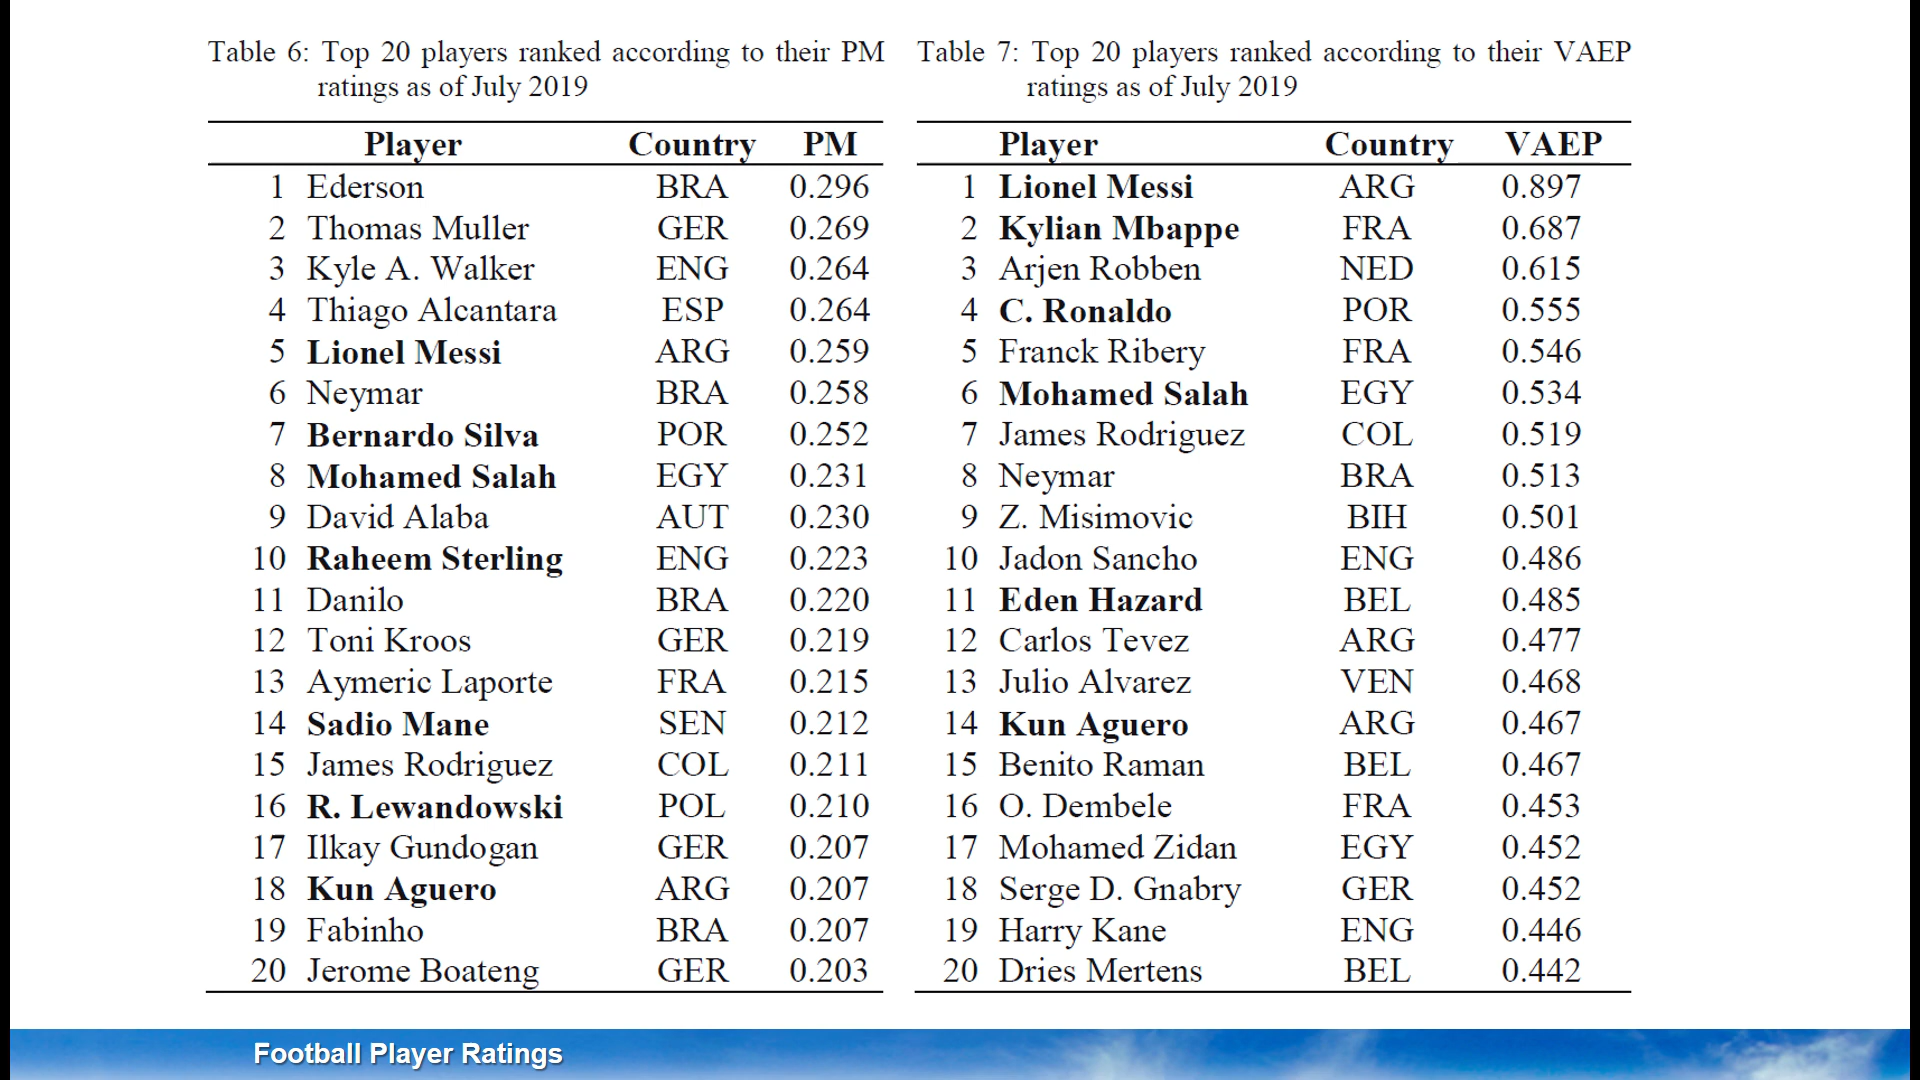 Table 6: Top 20 players ranked according to their PM
ratings as of July 2019
Player Country PM
1 Ederson BRA 0.296
2 Thomas Muller GER 0.269
3 Kyle A. Walker ENG 0.264
4 Thiago Alcantara ESP 0.264
5 Lionel Messi ARG 0.259
6 Neymar BRA 0.258
7 Bernardo Silva POR 0.252
8 Mohamed Salah EGY 0.231
9 David Alaba AUT 0.230
10 Raheem Sterling ENG 0.223
11 Danilo BRA 0.220
12 Toni Kroos GER 0.219
13 Aymeric Laporte FRA 0.215
14 Sadio Mane SEN 0.212
15 James Rodriguez COL 0.211
16 R. Lewandowski POL 0.210
17 Ilkay Gundogan GER 0.207
18 Kun Aguero ARG 0.207
19 Fabinho BRA 0.207
20 Jerome Boateng GER 0.203
Table 7: Top 20 players ranked according to their VAEP
ratings as of July 2019
Player Country VAEP
1 Lionel Messi ARG 0.897
2 Kylian Mbappe FRA 0.687
3 Arjen Robben NED 0.615
4 C. Ronaldo POR 0.555
5 Franck Ribery FRA 0.546
6 Mohamed Salah EGY 0.534
7 James Rodriguez COL 0.519
8 Neymar BRA 0.513
9 Z. Misimovic BIH 0.501
10 Jadon Sancho ENG 0.486
11 Eden Hazard BEL 0.485
12 Carlos Tevez ARG 0.477
13 Julio Alvarez VEN 0.468
14 Kun Aguero ARG 0.467
15 Benito Raman BEL 0.467
16 O. Dembele FRA 0.453
17 Mohamed Zidan EGY 0.452
18 Serge D. Gnabry GER 0.452
19 Harry Kane ENG 0.446
20 Dries Mertens BEL 0.442
Football Player Ratings